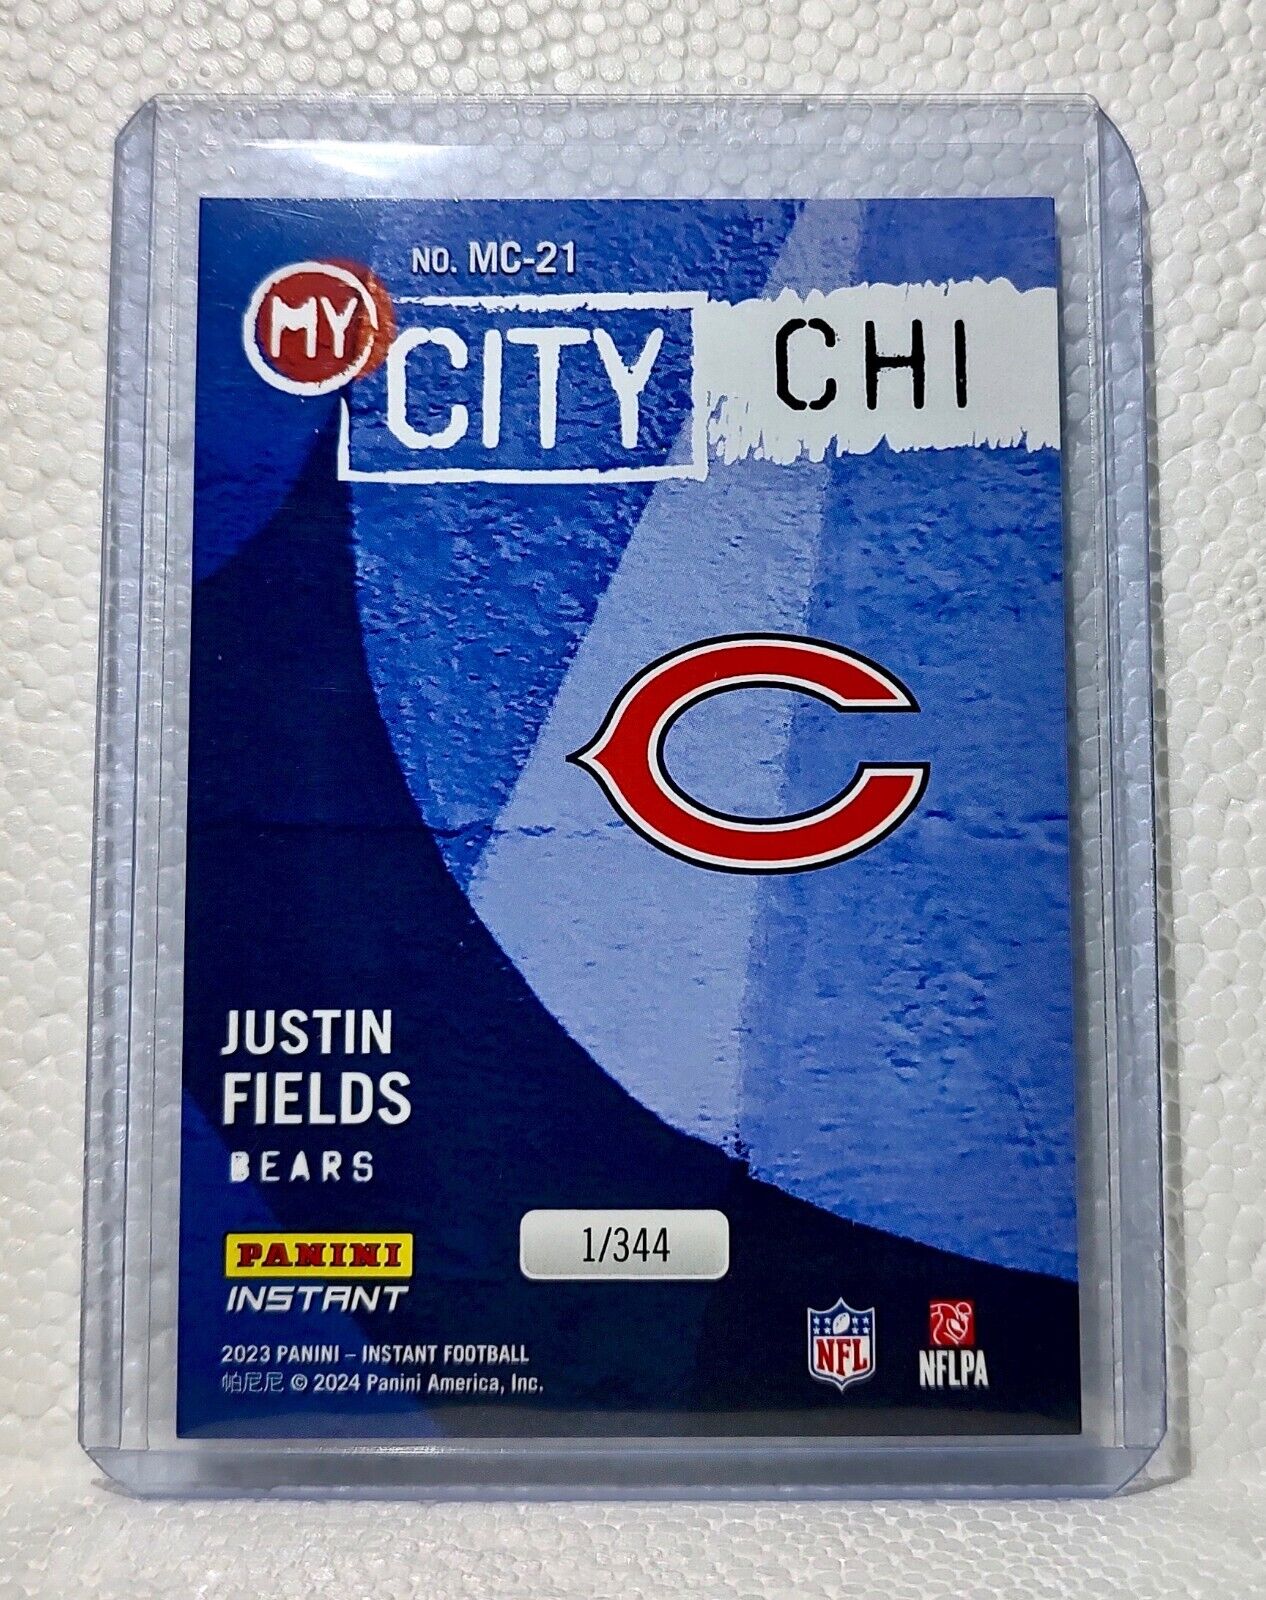 NO. MC-21
MY CITY CHI
JUSTIN
FIELDS
BEARS
PANINI
INSTANT
1/344
2023 PANINI – INSTANT FOOTBALL
帕尼尼 © 2024 Panini America, Inc.
NFL
NFLPA